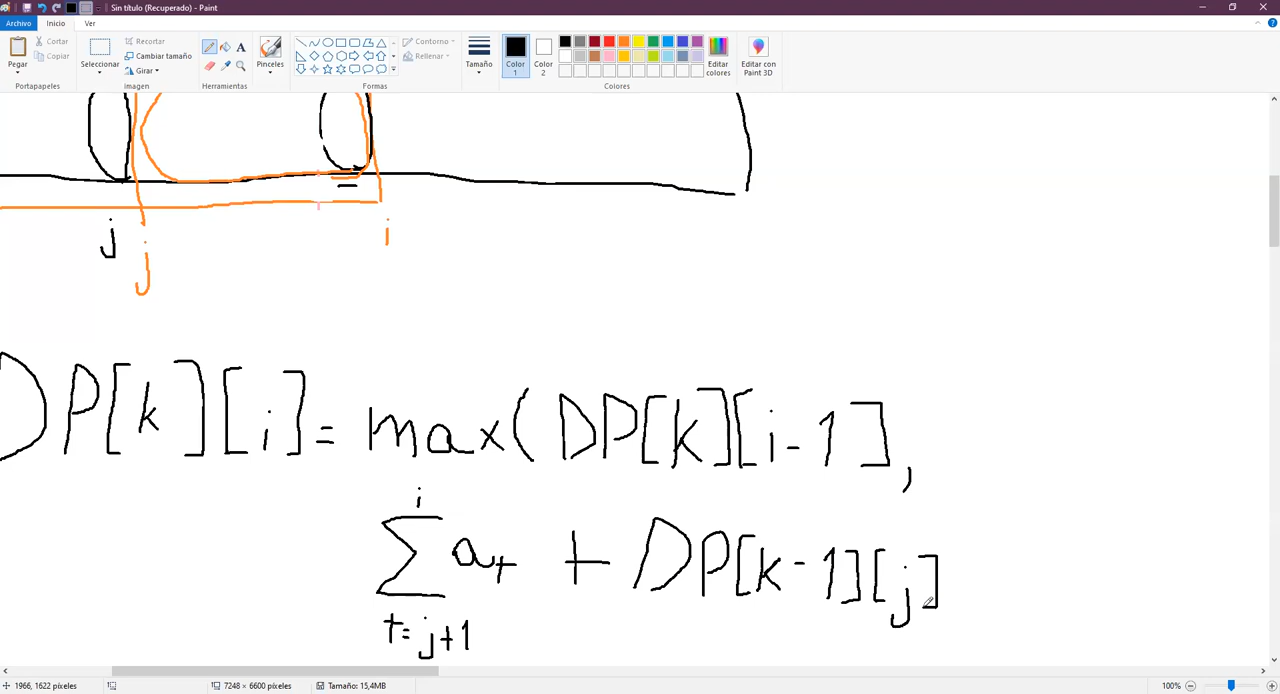 Sin título (Recuperado) - Paint
Archivo Inicio Ver
Pegar
Cortar
Copiar
Portapapeles
Seleccionar
Recortar
Cambiar tamaño
Girar
Imagen
A
Herramientas
Pinceles
Contorno
Rellenar
Formas
Tamaño
Color 1
Color 2
Editar colores
Colores
Editar con Paint 3D
j
j
i
DP[k][i] = max(DP[k][i-1],
i
∑ a_t + DP[k-1][j]
t=j+1
1966, 1622 píxeles
7248 × 6600 píxeles
Tamaño: 15,4MB
100%